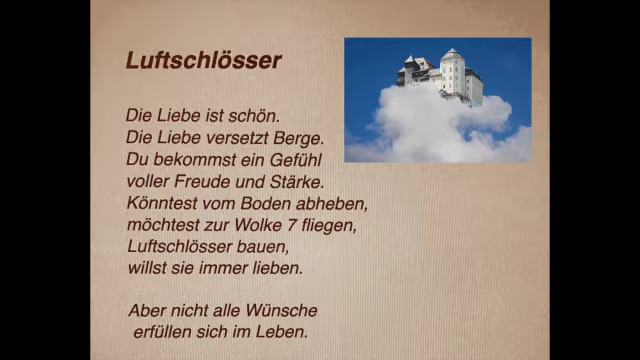 Luftschlösser
Die Liebe ist schön.
Die Liebe versetzt Berge.
Du bekommst ein Gefühl
voller Freude und Stärke.
Könntest vom Boden abheben,
möchtest zur Wolke 7 fliegen,
Luftschlösser bauen,
willst sie immer lieben.
Aber nicht alle Wünsche
erfüllen sich im Leben.